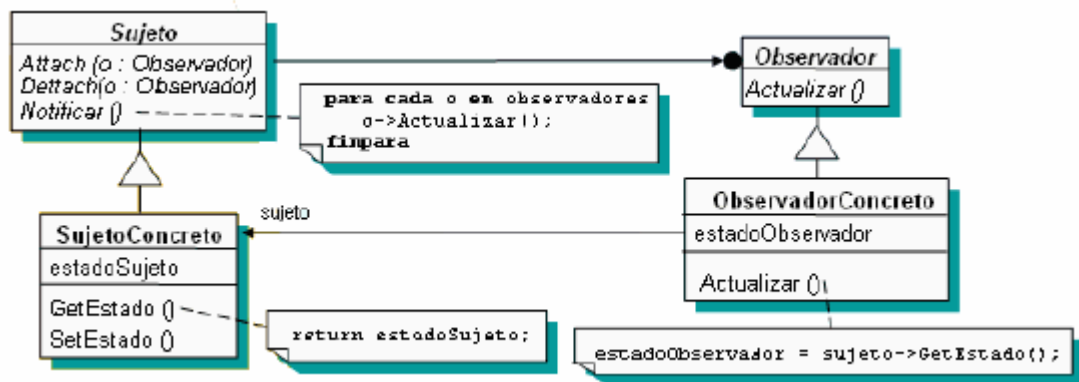 Sujeto
Attach (o : Observador)
Dettach(o : Observador)
Notificar ()
para cada o en observadores
o->Actualizar();
finpara
Observador
Actualizar ()
SujetoConcreto
estadoSujeto
GetEstado ()
SetEstado ()
return estadoSujeto;
sujeto
ObservadorConcreto
estadoObservador
Actualizar ()
estadoObservador = sujeto->GetEstado();